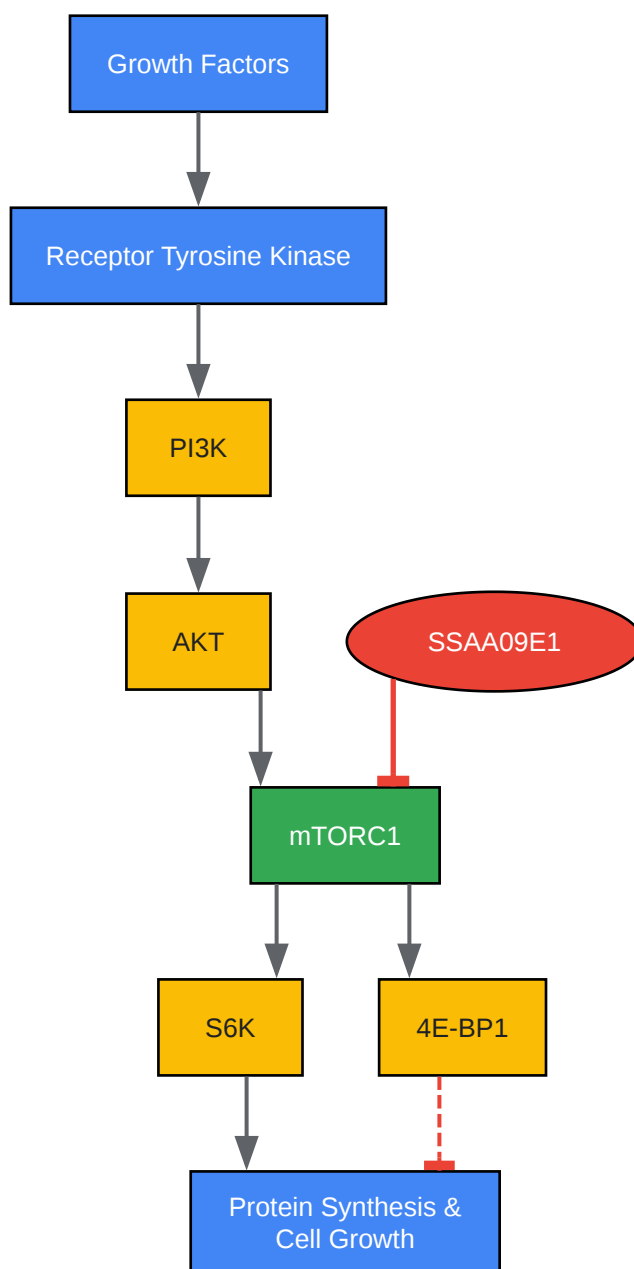 Growth Factors
Receptor Tyrosine Kinase
PI3K
AKT
SSAA09E1
mTORC1
S6K
4E-BP1
Protein Synthesis &
Cell Growth